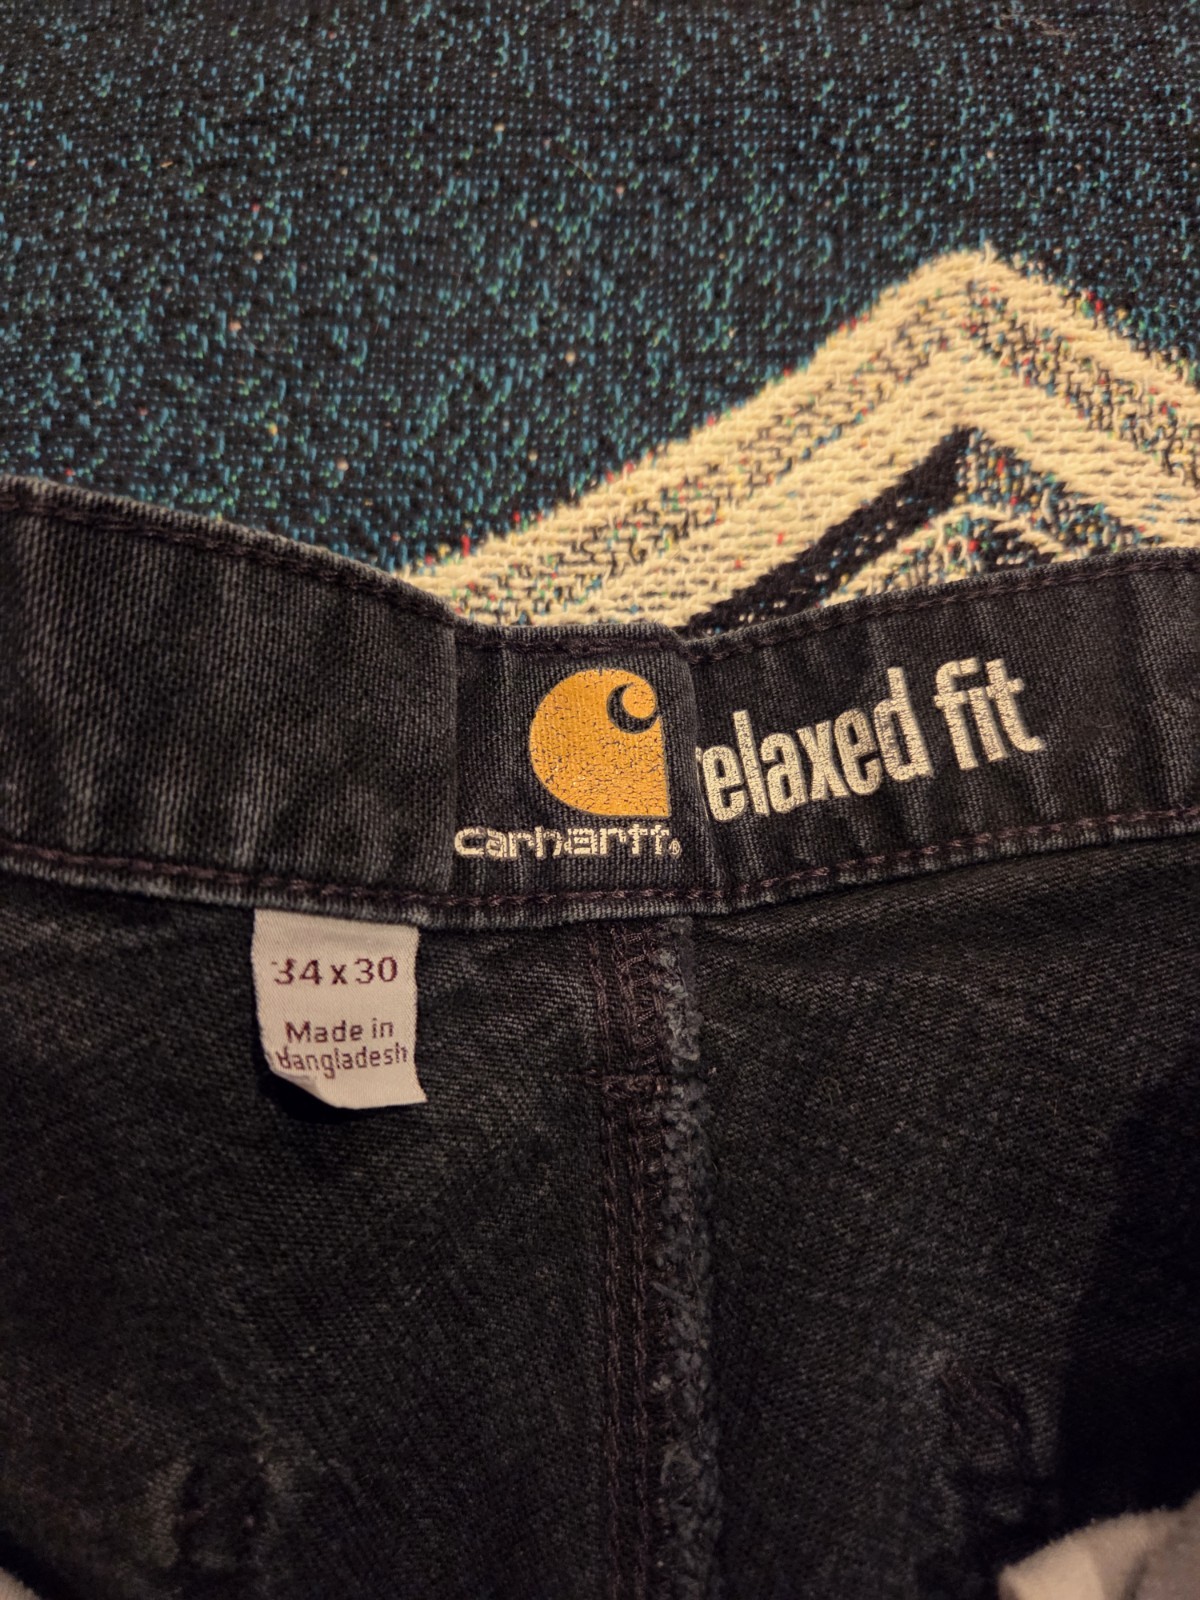 carhartt®
relaxed fit
34 x 30
Made in
Bangladesh